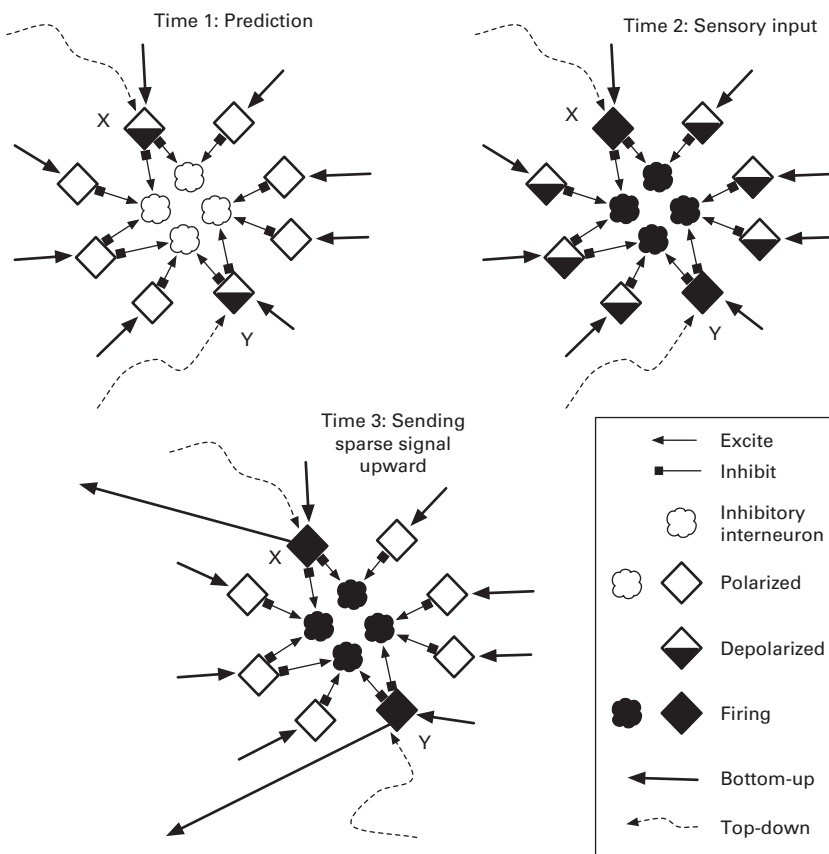 Time 1: Prediction
X
Y
Time 2: Sensory input
X
Y
Time 3: Sending
sparse signal
upward
X
Y
Excite
Inhibit
Inhibitory
interneuron
Polarized
Depolarized
Firing
Bottom-up
Top-down